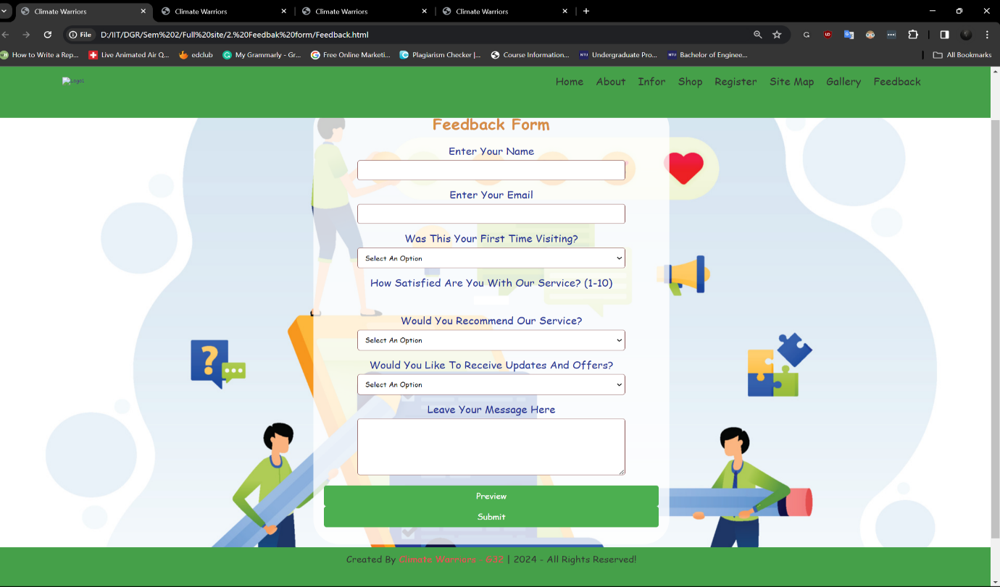 Climate Warriors
Climate Warriors
Climate Warriors
Climate Warriors
File D:/IIT/DGR/Sem%202/Full%20site/2.%20Feedbak%20form/Feedback.html
How to Write a Rep...
Live Animated Air Q...
edclub
My Grammarly - Gr...
Free Online Marketi...
Plagiarism Checker |...
Course Information...
NTU Undergraduate Pro...
NTU Bachelor of Enginee...
All Bookmarks
Logo1
Home About Infor Shop Register Site Map Gallery Feedback
Feedback Form
Enter Your Name
Enter Your Email
Was This Your First Time Visiting?
Select An Option
How Satisfied Are You With Our Service? (1-10)
Would You Recommend Our Service?
Select An Option
Would You Like To Receive Updates And Offers?
Select An Option
Leave Your Message Here
Preview
Submit
Created By Climate Warriors - G32 | 2024 - All Rights Reserved!